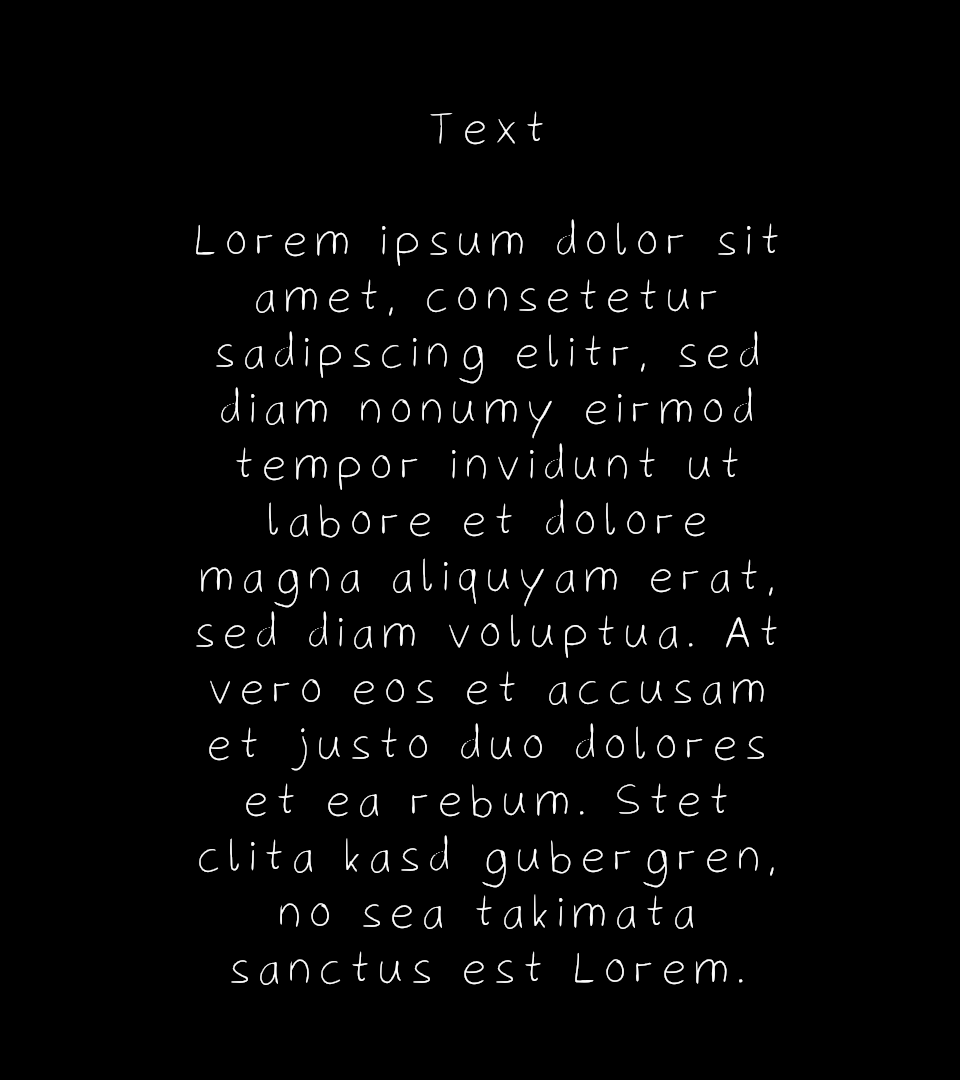 Text
Lorem ipsum dolor sit
amet, consetetur
sadipscing elitr, sed
diam nonumy eirmod
tempor invidunt ut
labore et dolore
magna aliquyam erat,
sed diam voluptua. At
vero eos et accusam
et justo duo dolores
et ea rebum. Stet
clita kasd gubergren,
no sea takimata
sanctus est Lorem.